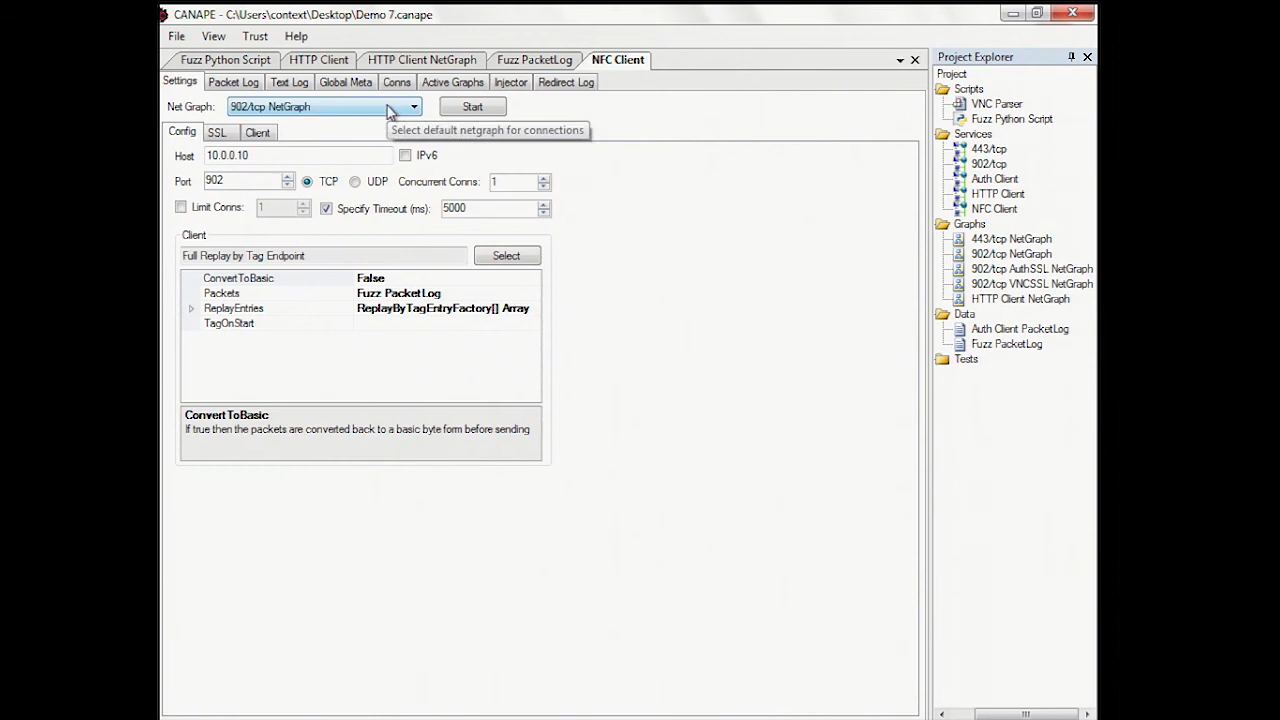 CANAPE - C:\Users\context\Desktop\Demo 7.canape
File View Trust Help
Fuzz Python Script HTTP Client HTTP Client NetGraph Fuzz PacketLog NFC Client
Settings Packet Log Text Log Global Meta Conns Active Graphs Injector Redirect Log
Net Graph: 902/tcp NetGraph Start
Select default netgraph for connections
Config SSL Client
Host 10.0.0.10 IPv6
Port 902 TCP UDP Concurrent Conns: 1
Limit Conns: 1 Specify Timeout (ms): 5000
Client
Full Replay by Tag Endpoint Select
ConvertToBasic False
Packets Fuzz PacketLog
ReplayEntries ReplayByTagEntryFactory[] Array
TagOnStart
ConvertToBasic
If true then the packets are converted back to a basic byte form before sending
Project Explorer
Project
Scripts
VNC Parser
Fuzz Python Script
Services
443/tcp
902/tcp
Auth Client
HTTP Client
NFC Client
Graphs
443/tcp NetGraph
902/tcp NetGraph
902/tcp AuthSSL NetGraph
902/tcp VNCSSL NetGraph
HTTP Client NetGraph
Data
Auth Client PacketLog
Fuzz PacketLog
Tests